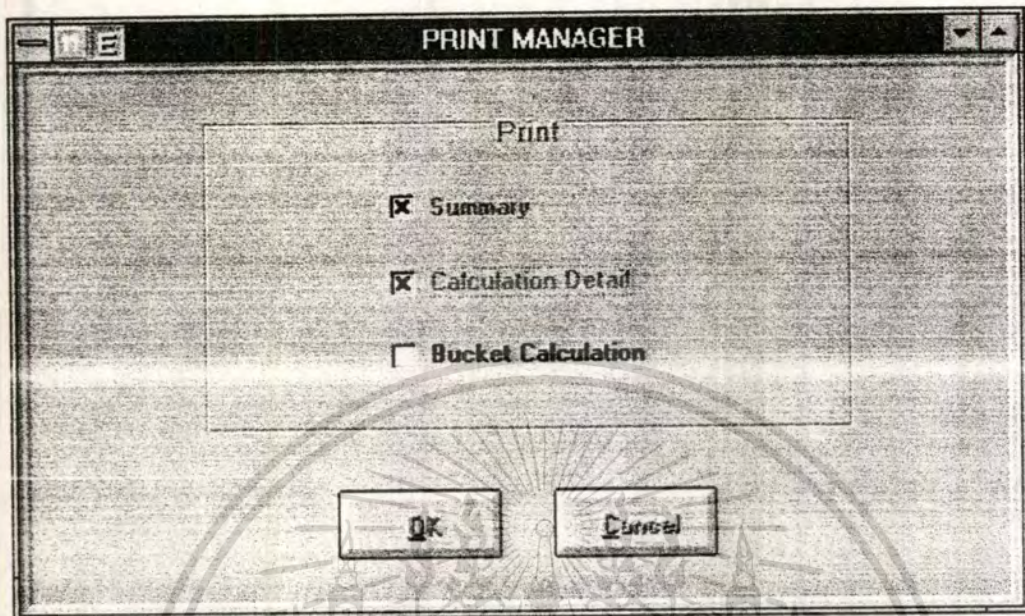 PRINT MANAGER
Print
Summary
Calculation Detail
Bucket Calculation
OK
Cancel